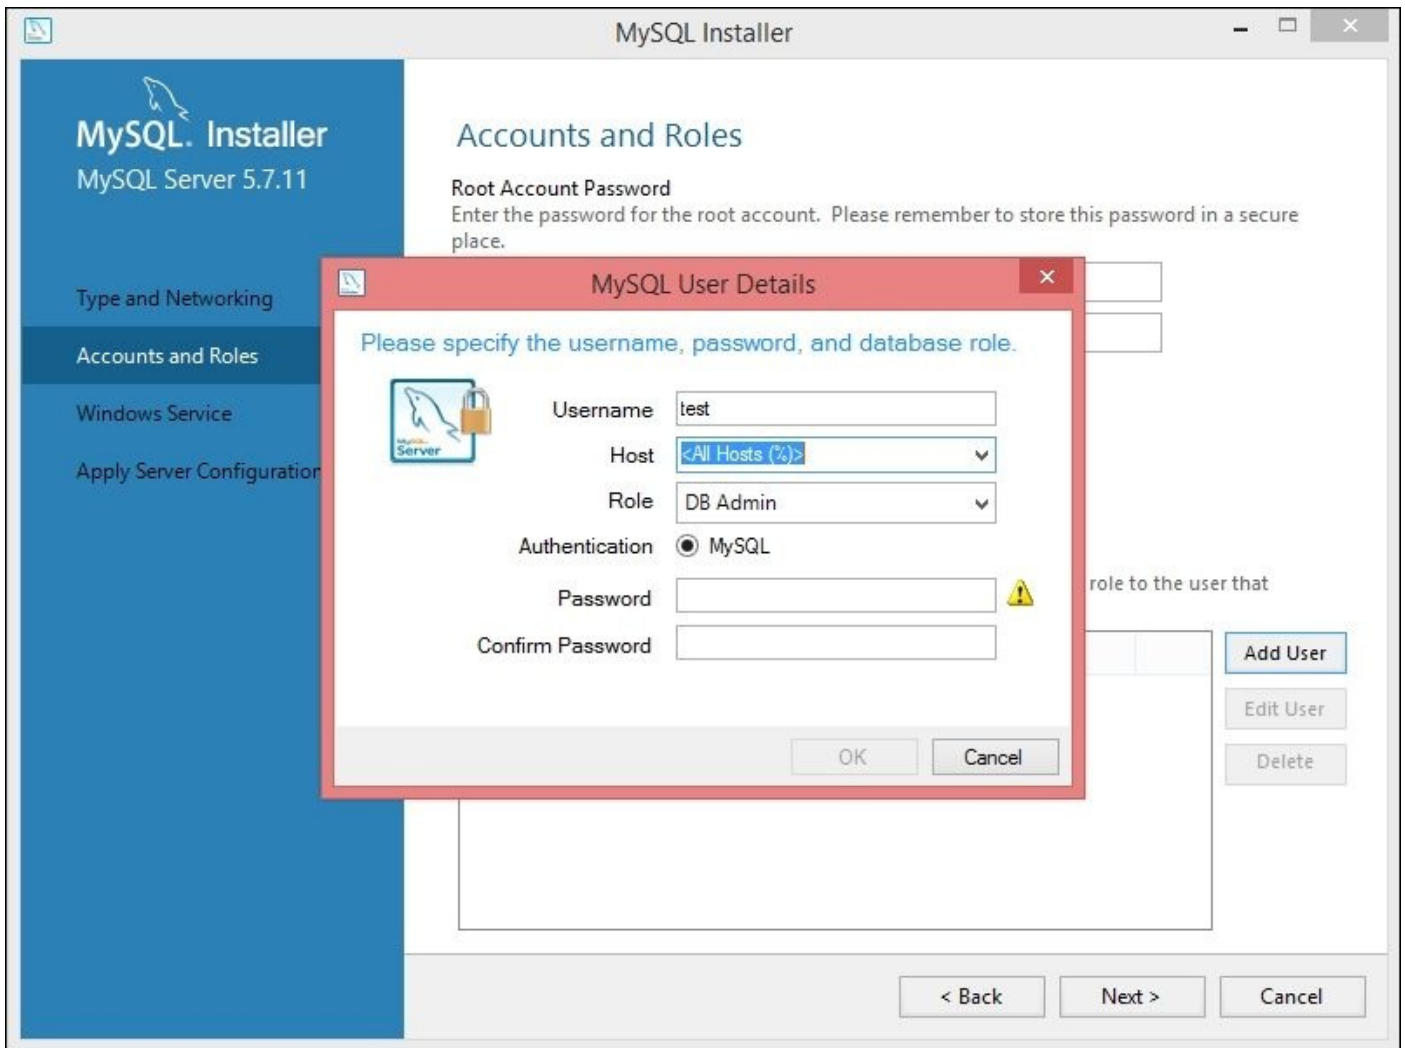 MySQL Installer
MySQL. Installer
MySQL Server 5.7.11
Type and Networking
Accounts and Roles
Windows Service
Apply Server Configuration
Accounts and Roles
Root Account Password
Enter the password for the root account. Please remember to store this password in a secure
place.
MySQL User Details
Please specify the username, password, and database role.
MySQL
Server
Username test
Host <All Hosts (%)>
Role DB Admin
Authentication MySQL
Password
Confirm Password
OK Cancel
role to the user that
Add User
Edit User
Delete
< Back Next > Cancel